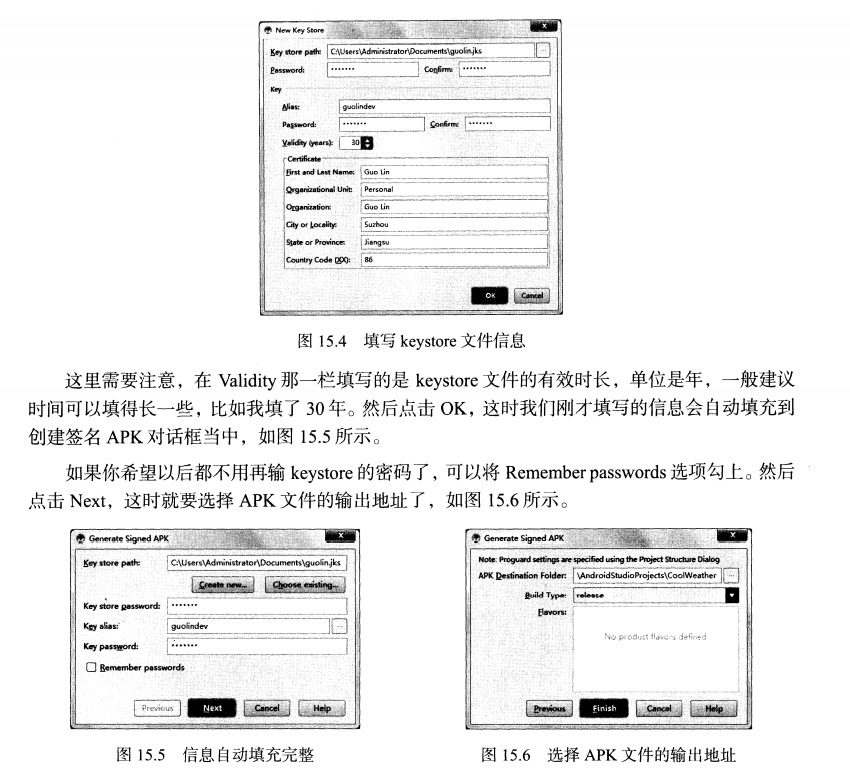 New Key Store
Key store path: C:\Users\Administrator\Documents\guolin.jks ...
Password: ******* Confirm: *******
Key
Alias: guolindev
Password: ******* Confirm: *******
Validity (years): 30
Certificate
First and Last Name: Guo Lin
Organizational Unit: Personal
Organization: Guo Lin
City or Locality: Suzhou
State or Province: Jiangsu
Country Code (XX): 86
OK Cancel
图 15.4 填写 keystore 文件信息
这里需要注意，在 Validity 那一栏填写的是 keystore 文件的有效时长，单位是年，一般建议
时间可以填得长一些，比如我填了 30 年。然后点击 OK，这时我们刚才填写的信息会自动填充到
创建签名 APK 对话框当中，如图 15.5 所示。
如果你希望以后都不用再输 keystore 的密码了，可以将 Remember passwords 选项勾上。然后
点击 Next，这时就要选择 APK 文件的输出地址了，如图 15.6 所示。
Generate Signed APK
Key store path: C:\Users\Administrator\Documents\guolin.jks
Create new... Choose existing...
Key store password: *******
Key alias: guolindev ...
Key password: *******
Remember passwords
Previous Next Cancel Help
图 15.5 信息自动填充完整
Generate Signed APK
Note: Proguard settings are specified using the Project Structure Dialog
APK Destination Folder: \AndroidStudioProjects\CoolWeather ...
Build Type: release
Flavors:
No product flavors defined
Previous Finish Cancel Help
图 15.6 选择 APK 文件的输出地址